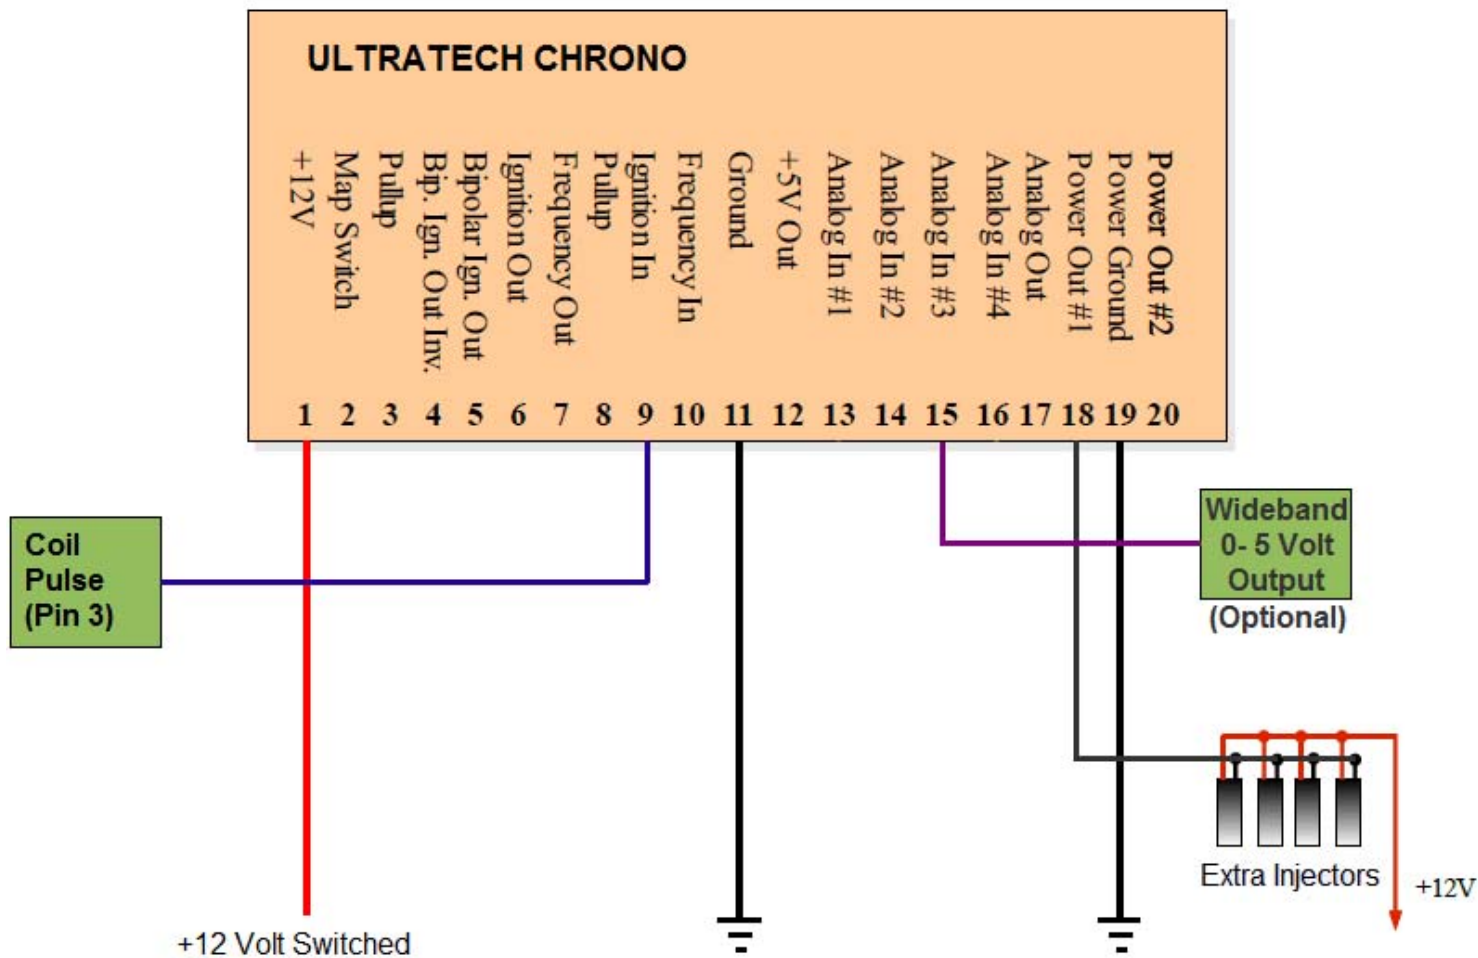 ULTRATECH CHRONO
+12V
Map Switch
Pullup
Bip. Ign. Out Inv.
Bipolar Ign. Out
Ignition Out
Frequency Out
Pullup
Ignition In
Frequency In
Ground
+5V Out
Analog In #1
Analog In #2
Analog In #3
Analog In #4
Analog Out
Power Out #1
Power Ground
Power Out #2
1 2 3 4 5 6 7 8 9 10 11 12 13 14 15 16 17 18 19 20
Coil
Pulse
(Pin 3)
Wideband
0- 5 Volt
Output
(Optional)
Extra Injectors
+12V
+12 Volt Switched